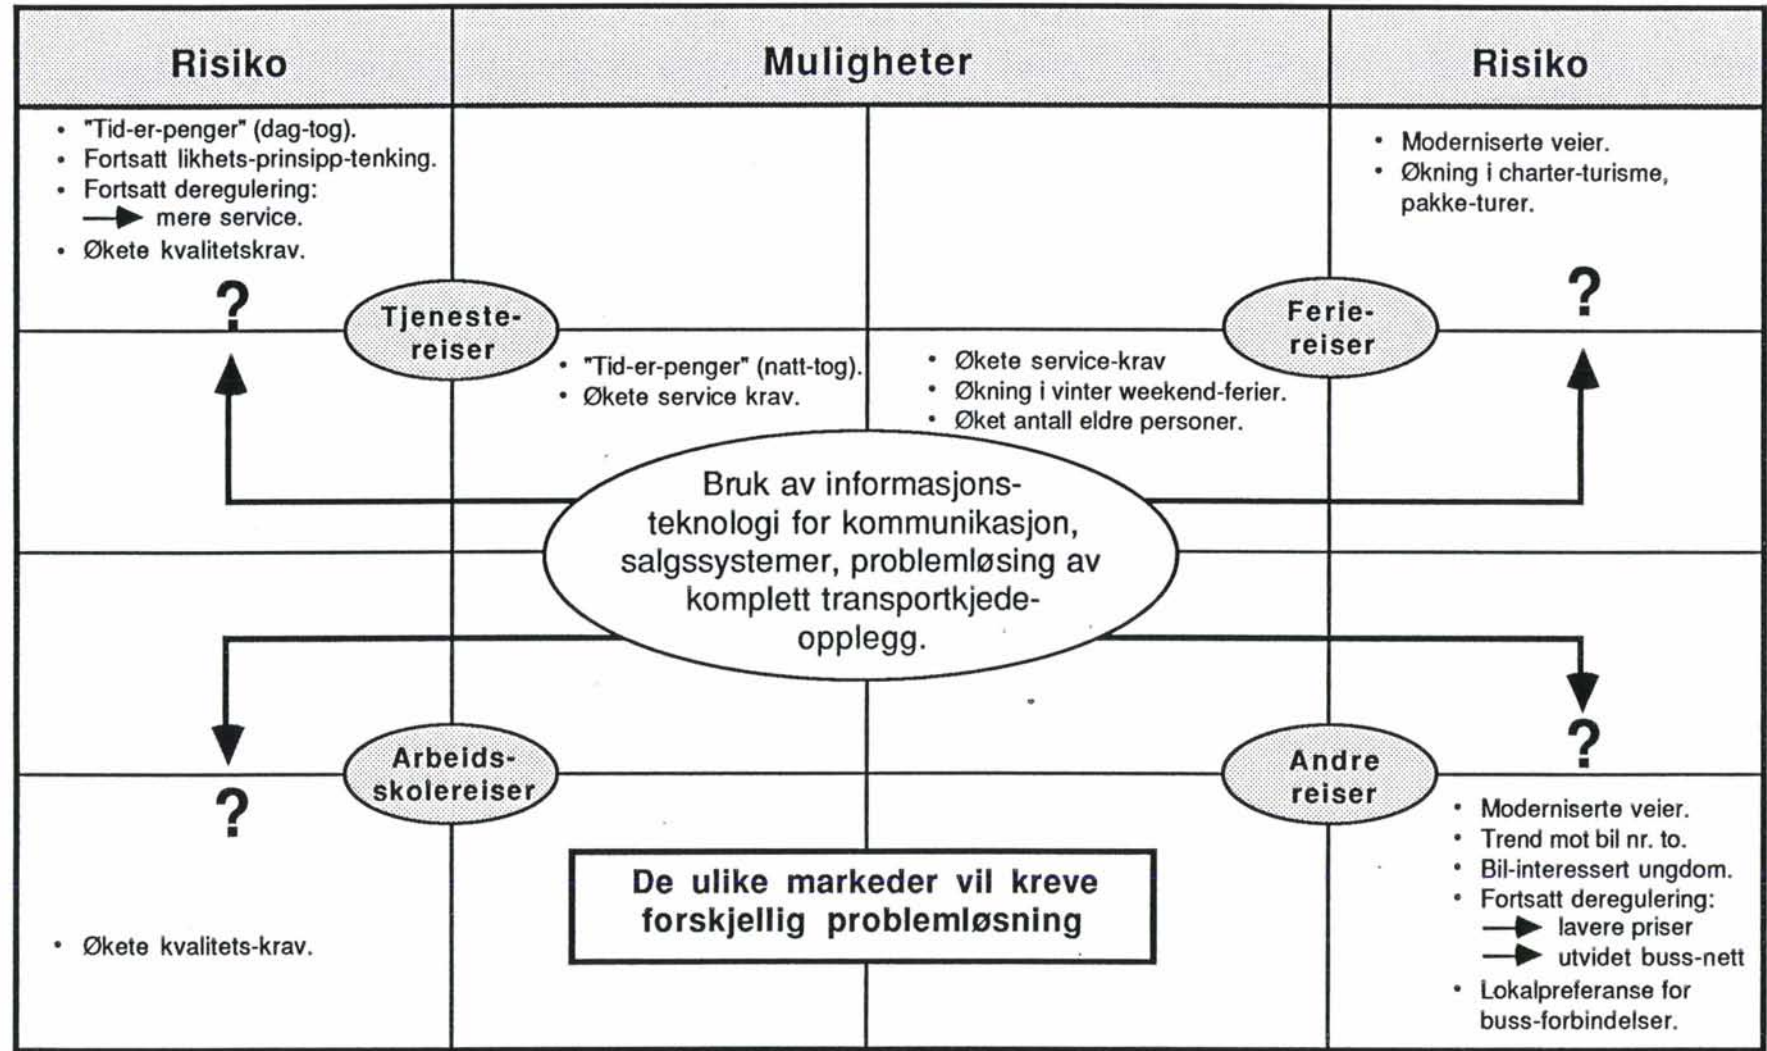 Risiko
Muligheter
Risiko
• "Tid-er-penger" (dag-tog).
• Fortsatt likhets-prinsipp-tenking.
• Fortsatt deregulering:
mere service.
• Økete kvalitetskrav.
?
• Moderniserte veier.
• Økning i charter-turisme,
pakke-turer.
?
Tjeneste-
reiser
Ferie-
reiser
• "Tid-er-penger" (natt-tog).
• Økete service krav.
• Økete service-krav
• Økning i vinter weekend-ferier.
• Øket antall eldre personer.
Bruk av informasjons-
teknologi for kommunikasjon,
salgssystemer, problemløsing av
komplett transportkjede-
opplegg.
Arbeids-
skolereiser
?
Andre
reiser
?
• Økete kvalitets-krav.
De ulike markeder vil kreve
forskjellig problemløsning
• Moderniserte veier.
• Trend mot bil nr. to.
• Bil-interessert ungdom.
• Fortsatt deregulering:
lavere priser
utvidet buss-nett
• Lokalpreferanse for
buss-forbindelser.